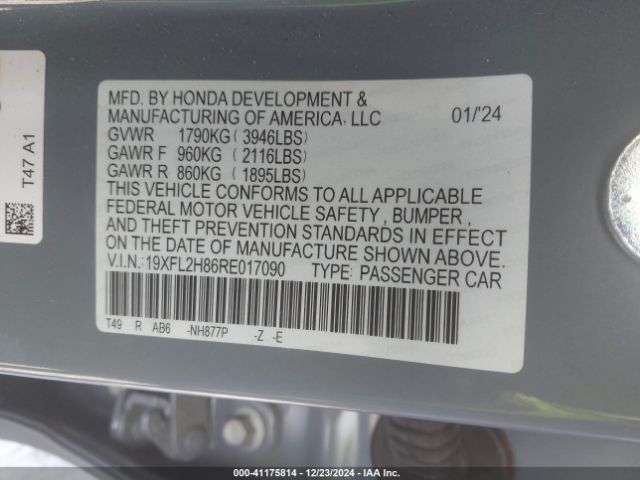 MFD. BY HONDA DEVELOPMENT &
MANUFACTURING OF AMERICA, LLC 01/'24
GVWR 1790KG ( 3946LBS)
GAWR F 960KG ( 2116LBS)
GAWR R 860KG ( 1895LBS)
THIS VEHICLE CONFORMS TO ALL APPLICABLE
FEDERAL MOTOR VEHICLE SAFETY , BUMPER ,
AND THEFT PREVENTION STANDARDS IN EFFECT
ON THE DATE OF MANUFACTURE SHOWN ABOVE.
V.I.N.:19XFL2H86RE017090 TYPE: PASSENGER CAR
T49 R AB6 -NH877P -Z -E
T47 A1
000-41175814 - 12/23/2024 - IAA Inc.